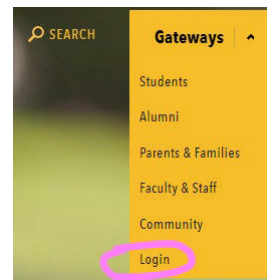 SEARCH
Gateways
Students
Alumni
Parents & Families
Faculty & Staff
Community
Login